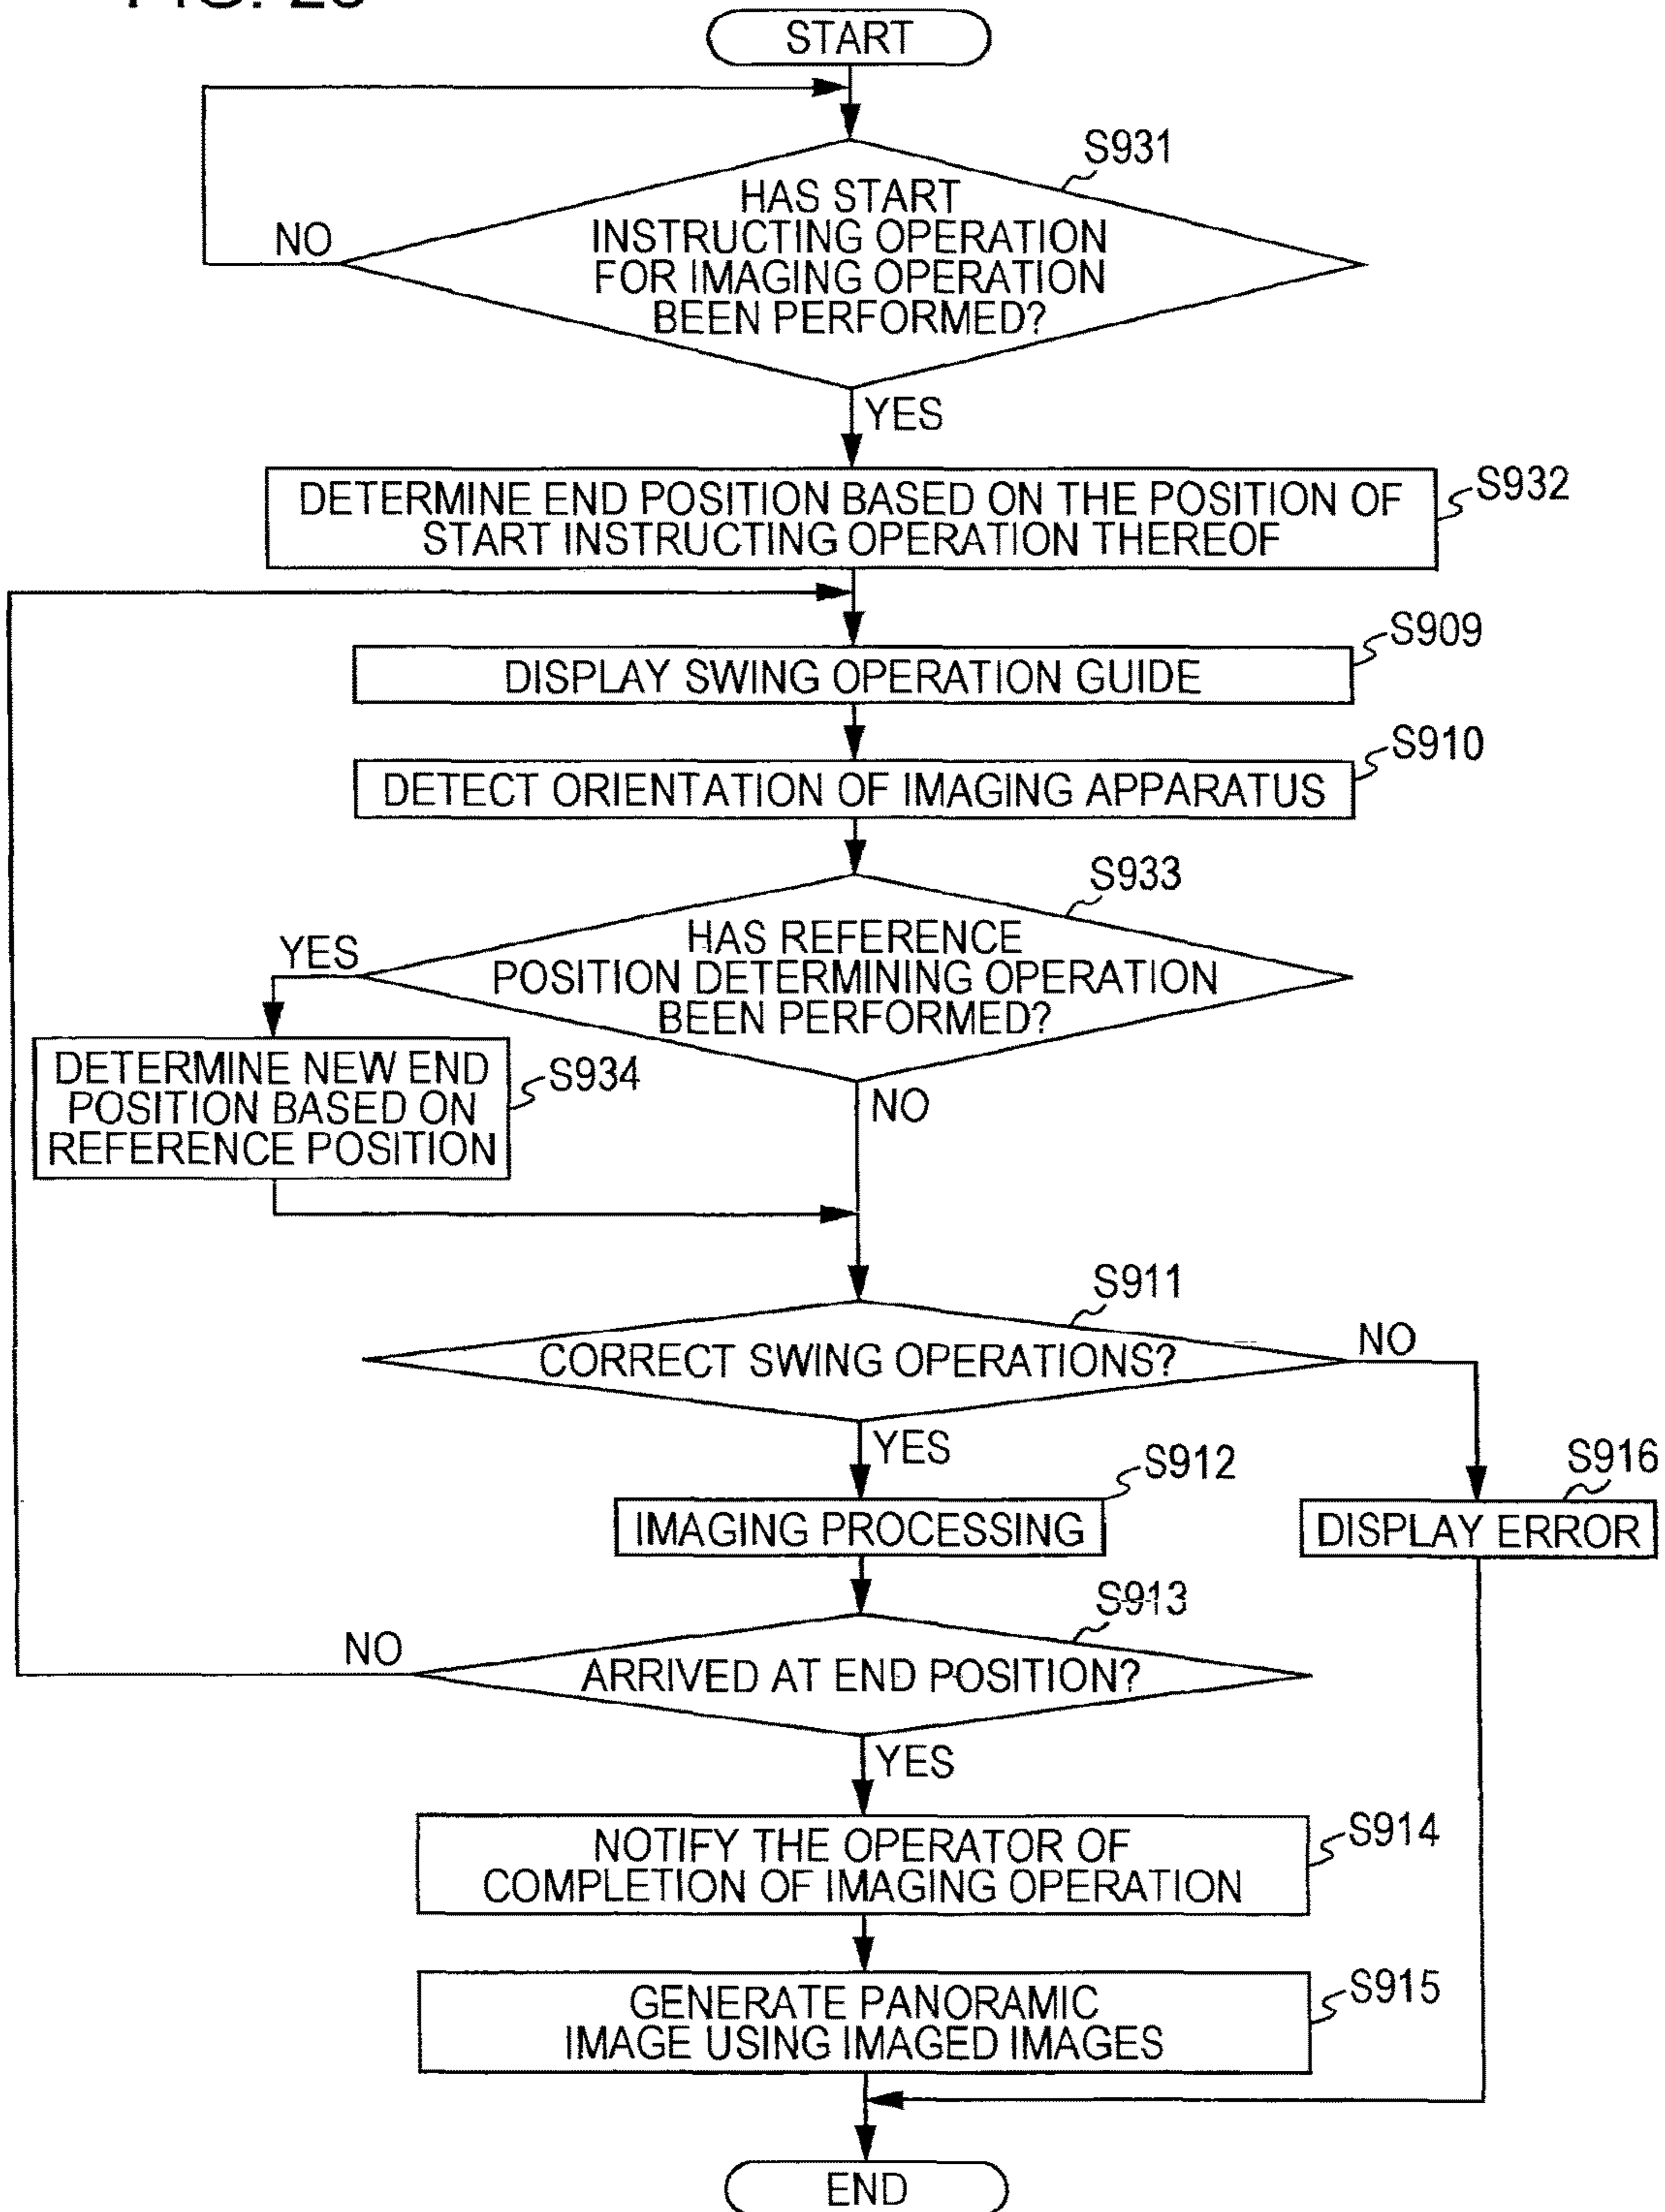 START
S931
HAS START
INSTRUCTING OPERATION
FOR IMAGING OPERATION
BEEN PERFORMED?
NO
YES
S932
DETERMINE END POSITION BASED ON THE POSITION OF
START INSTRUCTING OPERATION THEREOF
S909
DISPLAY SWING OPERATION GUIDE
S910
DETECT ORIENTATION OF IMAGING APPARATUS
S933
HAS REFERENCE
POSITION DETERMINING OPERATION
BEEN PERFORMED?
YES
NO
S934
DETERMINE NEW END
POSITION BASED ON
REFERENCE POSITION
S911
CORRECT SWING OPERATIONS?
NO
YES
S912
IMAGING PROCESSING
S916
DISPLAY ERROR
S913
ARRIVED AT END POSITION?
NO
YES
S914
NOTIFY THE OPERATOR OF
COMPLETION OF IMAGING OPERATION
S915
GENERATE PANORAMIC
IMAGE USING IMAGED IMAGES
END